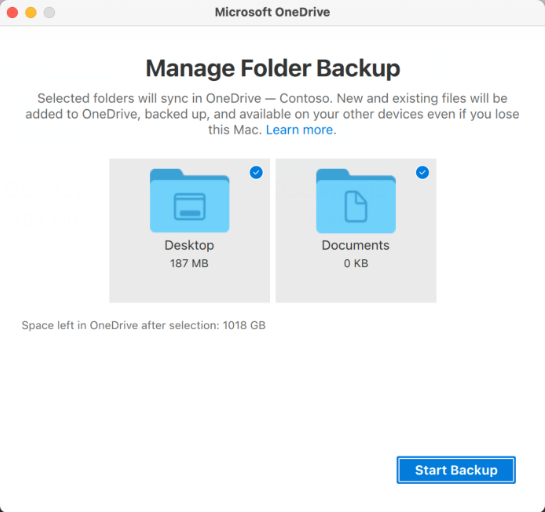 Microsoft OneDrive
Manage Folder Backup
Selected folders will sync in OneDrive — Contoso. New and existing files will be
added to OneDrive, backed up, and available on your other devices even if you lose
this Mac. Learn more.
Desktop
187 MB
Documents
0 KB
Space left in OneDrive after selection: 1018 GB
Start Backup